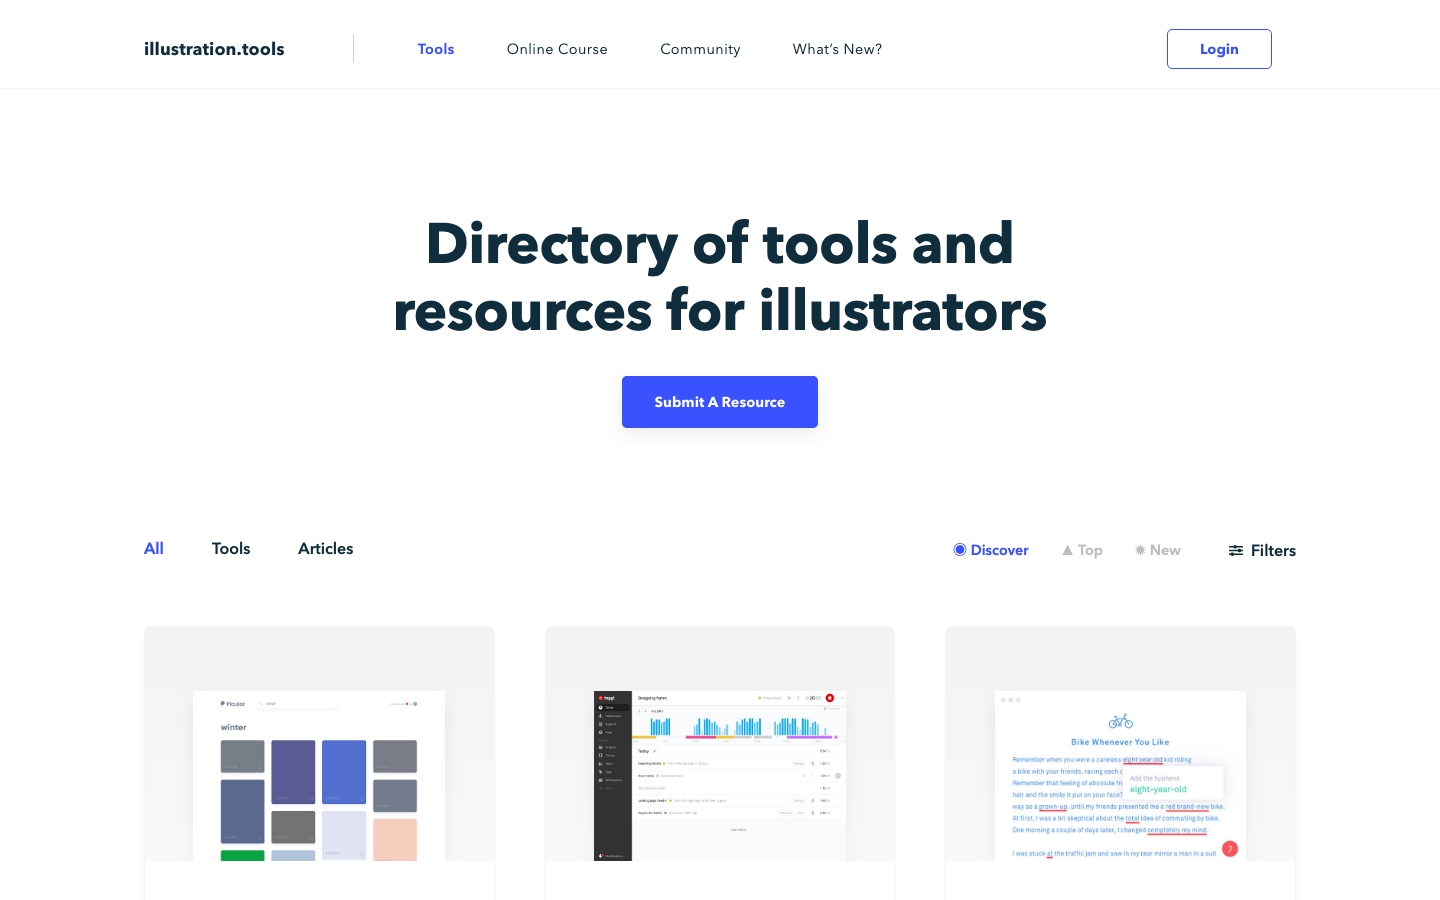 illustration.tools
Tools
Online Course
Community
What's New?
Login
Directory of tools and
resources for illustrators
Submit A Resource
All
Tools
Articles
Discover
Top
New
Filters
Picular
winter
toggl
Designing forms
Today
Bike Whenever You Like
Remember when you were a careless eight year old kid riding
a bike with your friends, racing each
Remember that feeling of absolute
hair and the smile it put on your face?
Add the hyphens
eight-year-old
way as a grown-up, until my friends presented me a red brand-new bike.
At first, I was a bit skeptical about the total idea of commuting by bike.
One morning a couple of days later, I changed completely my mind.
I was stuck at the traffic jam and saw in my rear mirror a man in a suit
7